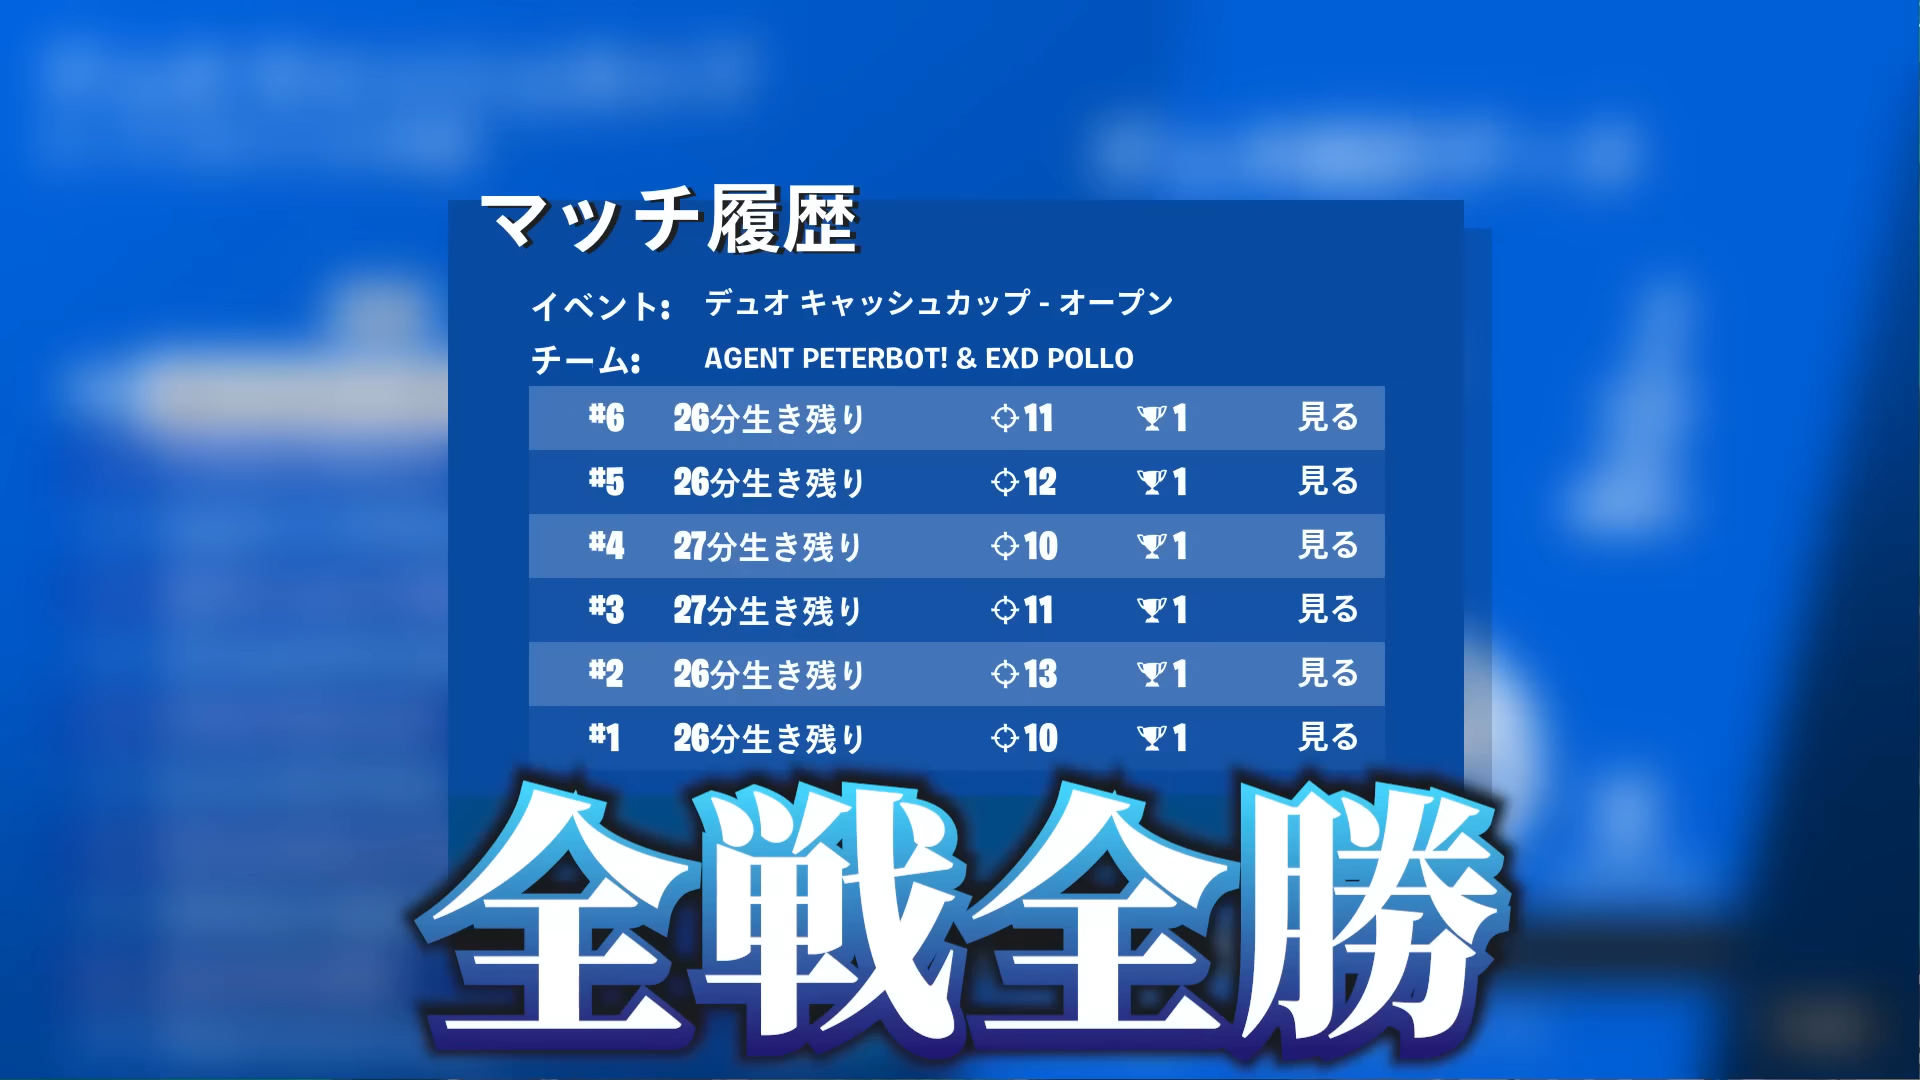 マッチ履歴
イベント: デュオ キャッシュカップ - オープン
チーム: AGENT PETERBOT! & EXD POLLO
#6 26分生き残り 11 1 見る
#5 26分生き残り 12 1 見る
#4 27分生き残り 10 1 見る
#3 27分生き残り 11 1 見る
#2 26分生き残り 13 1 見る
#1 26分生き残り 10 1 見る
全戦全勝